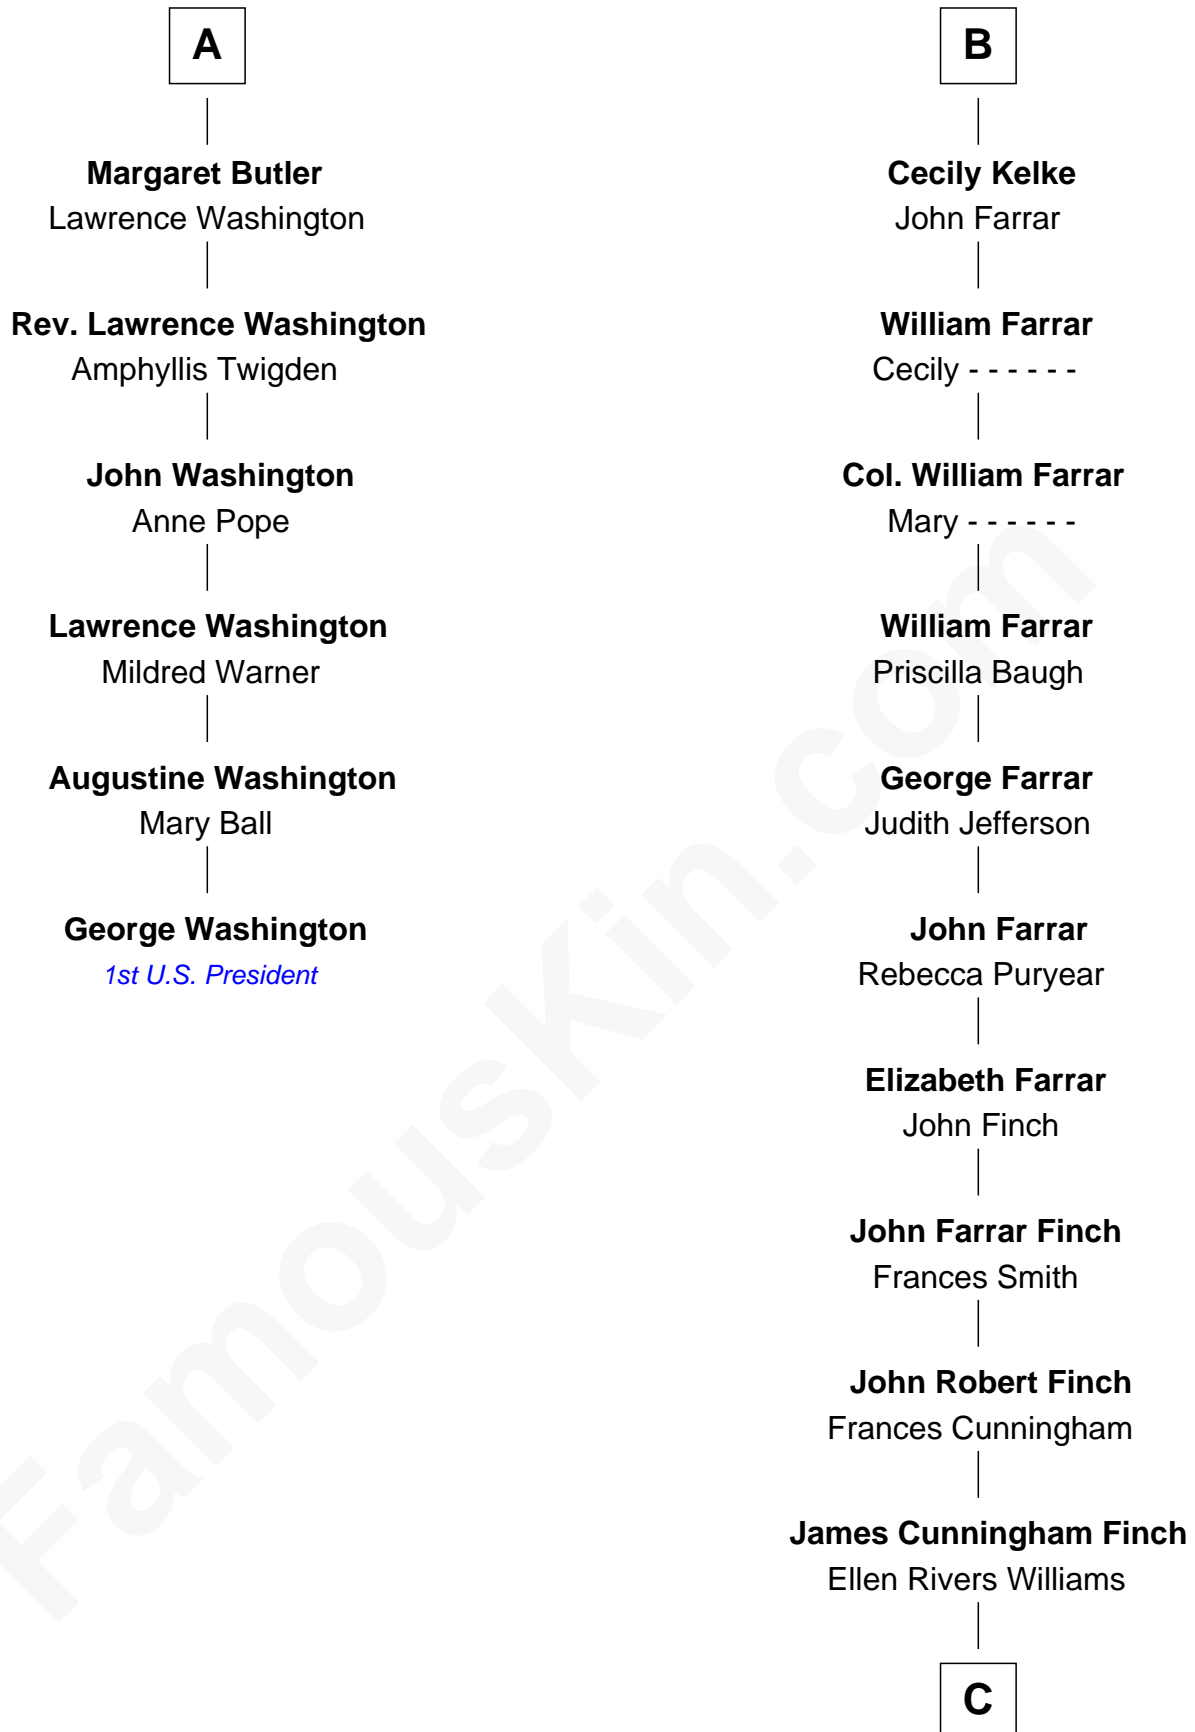 A
Margaret Butler
Lawrence Washington
Rev. Lawrence Washington
Amphyllis Twigden
John Washington
Anne Pope
Lawrence Washington
Mildred Warner
Augustine Washington
Mary Ball
George Washington
1st U.S. President
B
Cecily Kelke
John Farrar
William Farrar
Cecily - - - - - -
Col. William Farrar
Mary - - - - - -
William Farrar
Priscilla Baugh
George Farrar
Judith Jefferson
John Farrar
Rebecca Puryear
Elizabeth Farrar
John Finch
John Farrar Finch
Frances Smith
John Robert Finch
Frances Cunningham
James Cunningham Finch
Ellen Rivers Williams
C
FamousKin.com